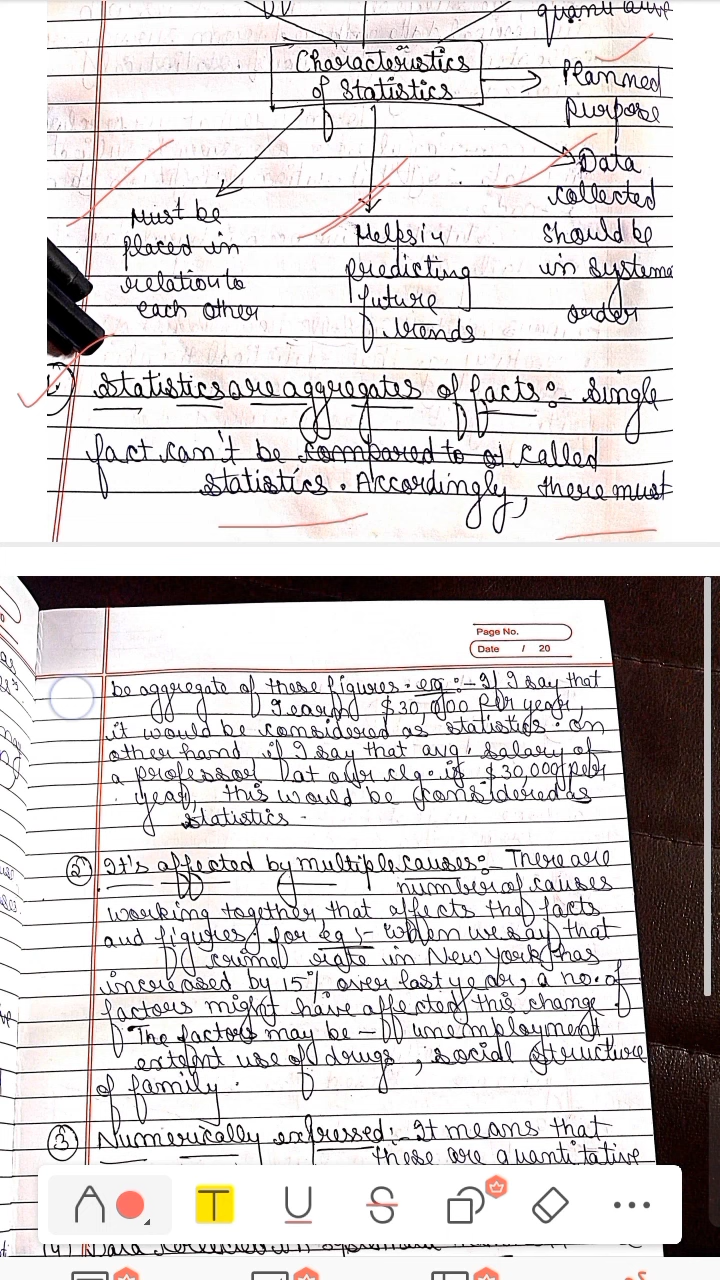 quantitative
Characteristics
of Statistics
Planned
purpose
Data
collected
should be
in systema
order
Must be
placed in
relation to
each other
Helps in
predicting
future
trends
Statistics are aggregates of facts :- Single
fact can't be compared to or called
statistics. Accordingly, there must
Page No.
Date / 20
be aggregate of these figures. eg :- If I say that
I earn $30,000 per year,
it would be considered as statistics. On
other hand if I say that avg. salary of
a professor at our clg. is $30,000 per
year, this would be considered as
statistics.
② It's affected by multiple causes :- There are
number of causes
working together that affects the facts
and figures, for eg :- When we say that
crime rate in New York has
increased by 15% over last year, a no. of
factors might have affected this change.
The factors may be - unemployment,
extent use of drugs, social structure
of family.
③ Numerically expressed :- It means that
these are quantitative
A T U S
Data collected in